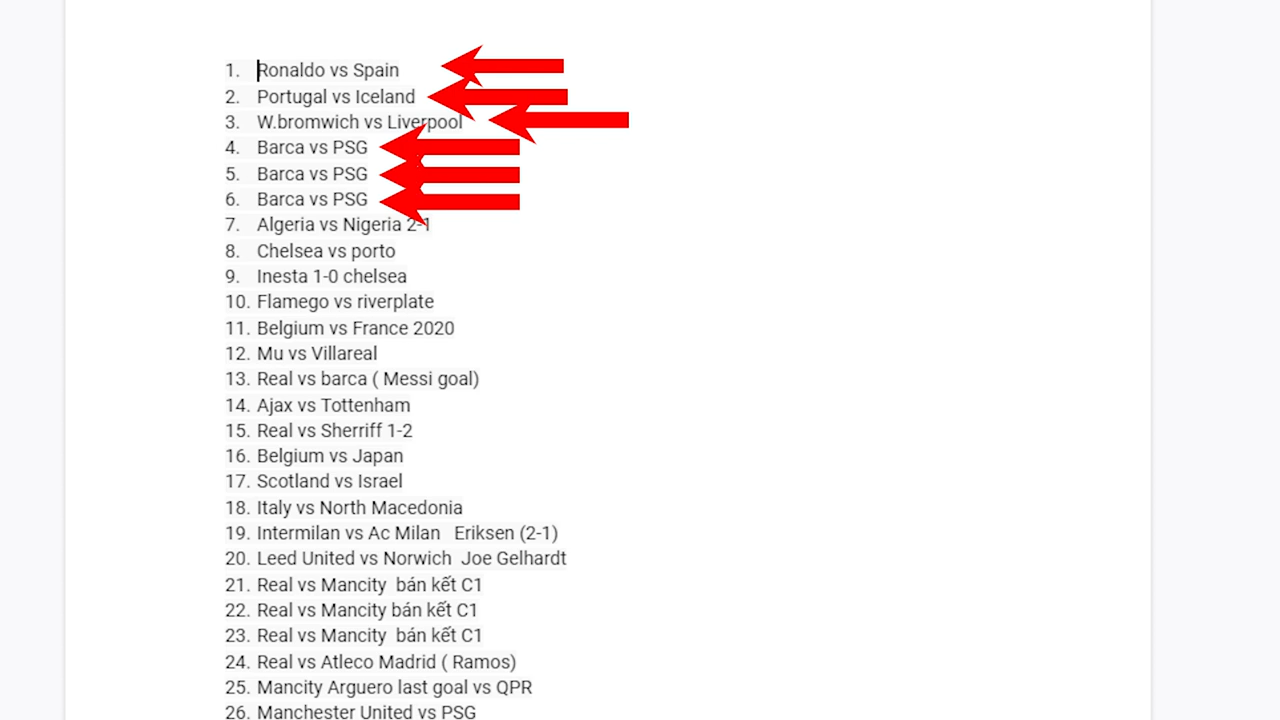 1. Ronaldo vs Spain
2. Portugal vs Iceland
3. W.bromwich vs Liverpool
4. Barca vs PSG
5. Barca vs PSG
6. Barca vs PSG
7. Algeria vs Nigeria 2-1
8. Chelsea vs porto
9. Inesta 1-0 chelsea
10. Flamego vs riverplate
11. Belgium vs France 2020
12. Mu vs Villareal
13. Real vs barca ( Messi goal)
14. Ajax vs Tottenham
15. Real vs Sherriff 1-2
16. Belgium vs Japan
17. Scotland vs Israel
18. Italy vs North Macedonia
19. Intermilan vs Ac Milan   Eriksen (2-1)
20. Leed United vs Norwich  Joe Gelhardt
21. Real vs Mancity  bán kết C1
22. Real vs Mancity bán kết C1
23. Real vs Mancity  bán kết C1
24. Real vs Atleco Madrid ( Ramos)
25. Mancity Arguero last goal vs QPR
26. Manchester United vs PSG